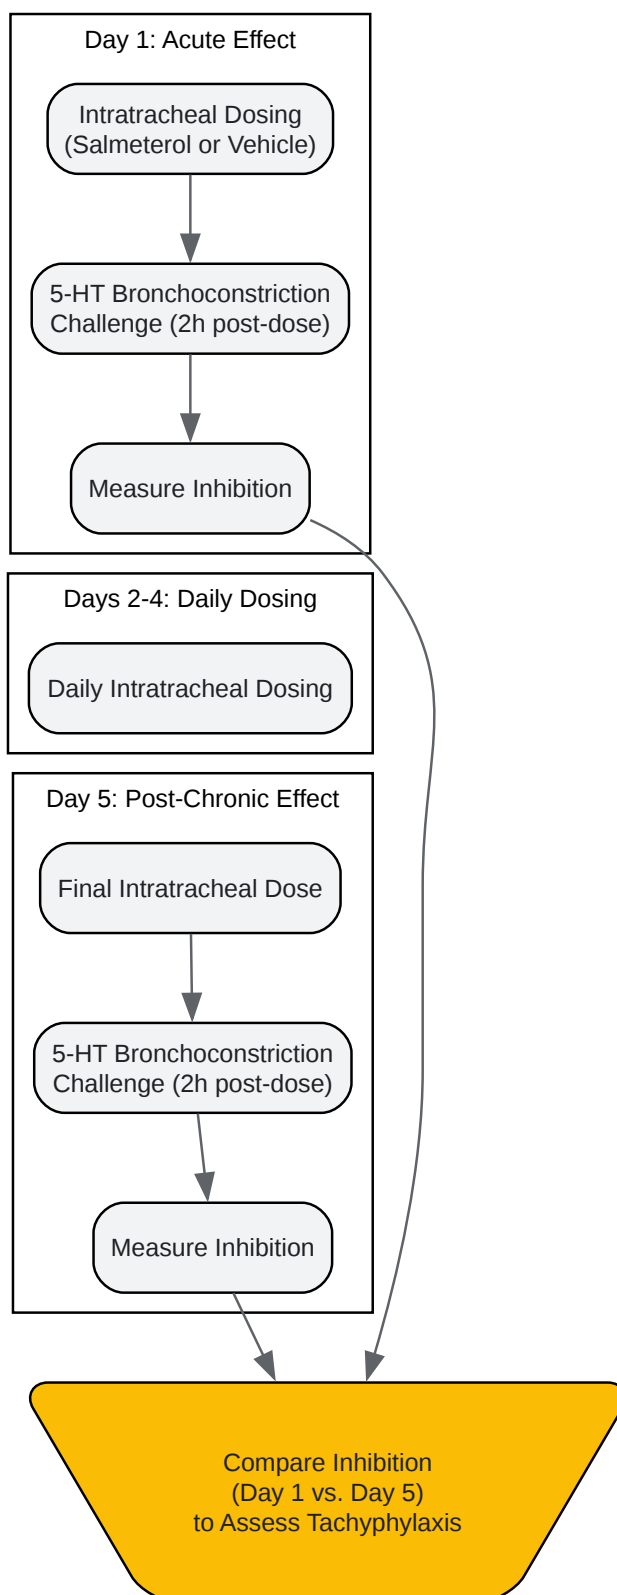 Day 1: Acute Effect
Intratracheal Dosing
(Salmeterol or Vehicle)
5-HT Bronchoconstriction
Challenge (2h post-dose)
Measure Inhibition
Days 2-4: Daily Dosing
Daily Intratracheal Dosing
Day 5: Post-Chronic Effect
Final Intratracheal Dose
5-HT Bronchoconstriction
Challenge (2h post-dose)
Measure Inhibition
Compare Inhibition
(Day 1 vs. Day 5)
to Assess Tachyphylaxis